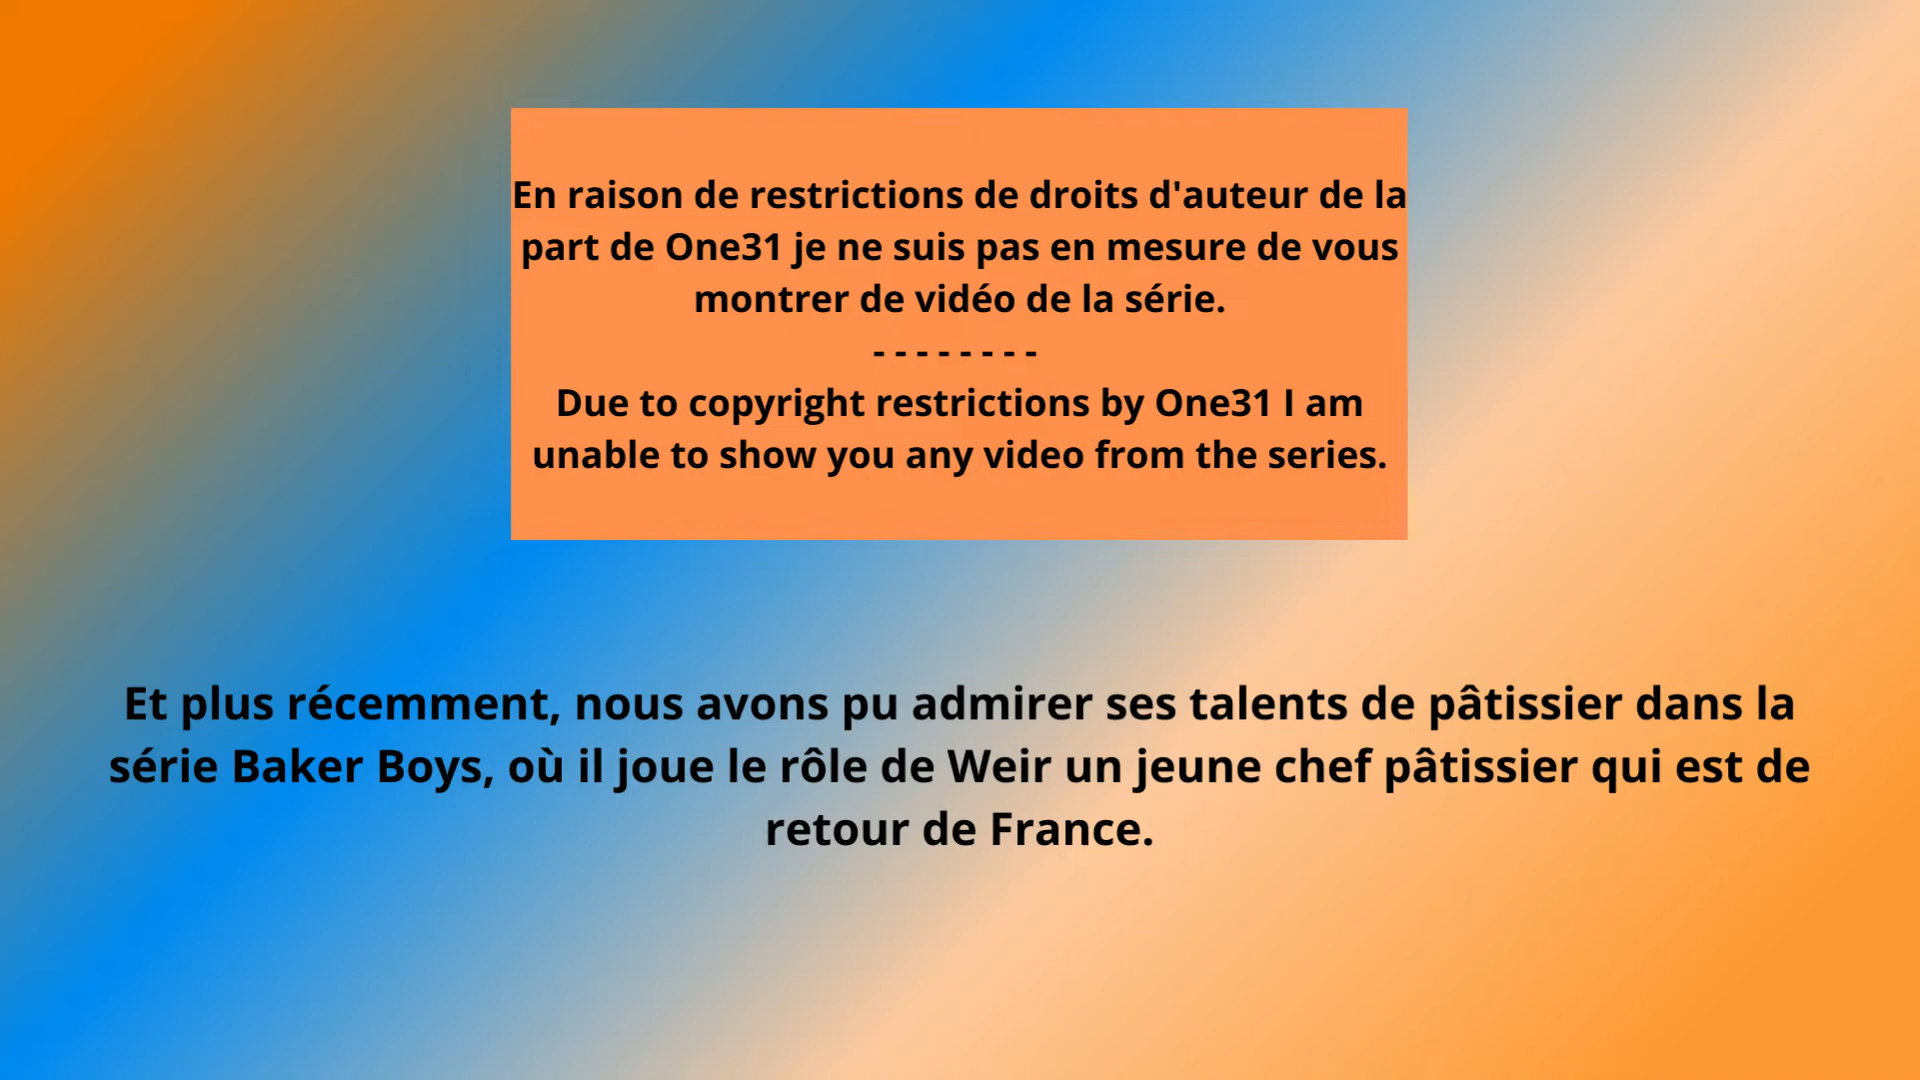 En raison de restrictions de droits d'auteur de la
part de One31 je ne suis pas en mesure de vous
montrer de vidéo de la série.
- - - - - - - -
Due to copyright restrictions by One31 I am
unable to show you any video from the series.
Et plus récemment, nous avons pu admirer ses talents de pâtissier dans la
série Baker Boys, où il joue le rôle de Weir un jeune chef pâtissier qui est de
retour de France.